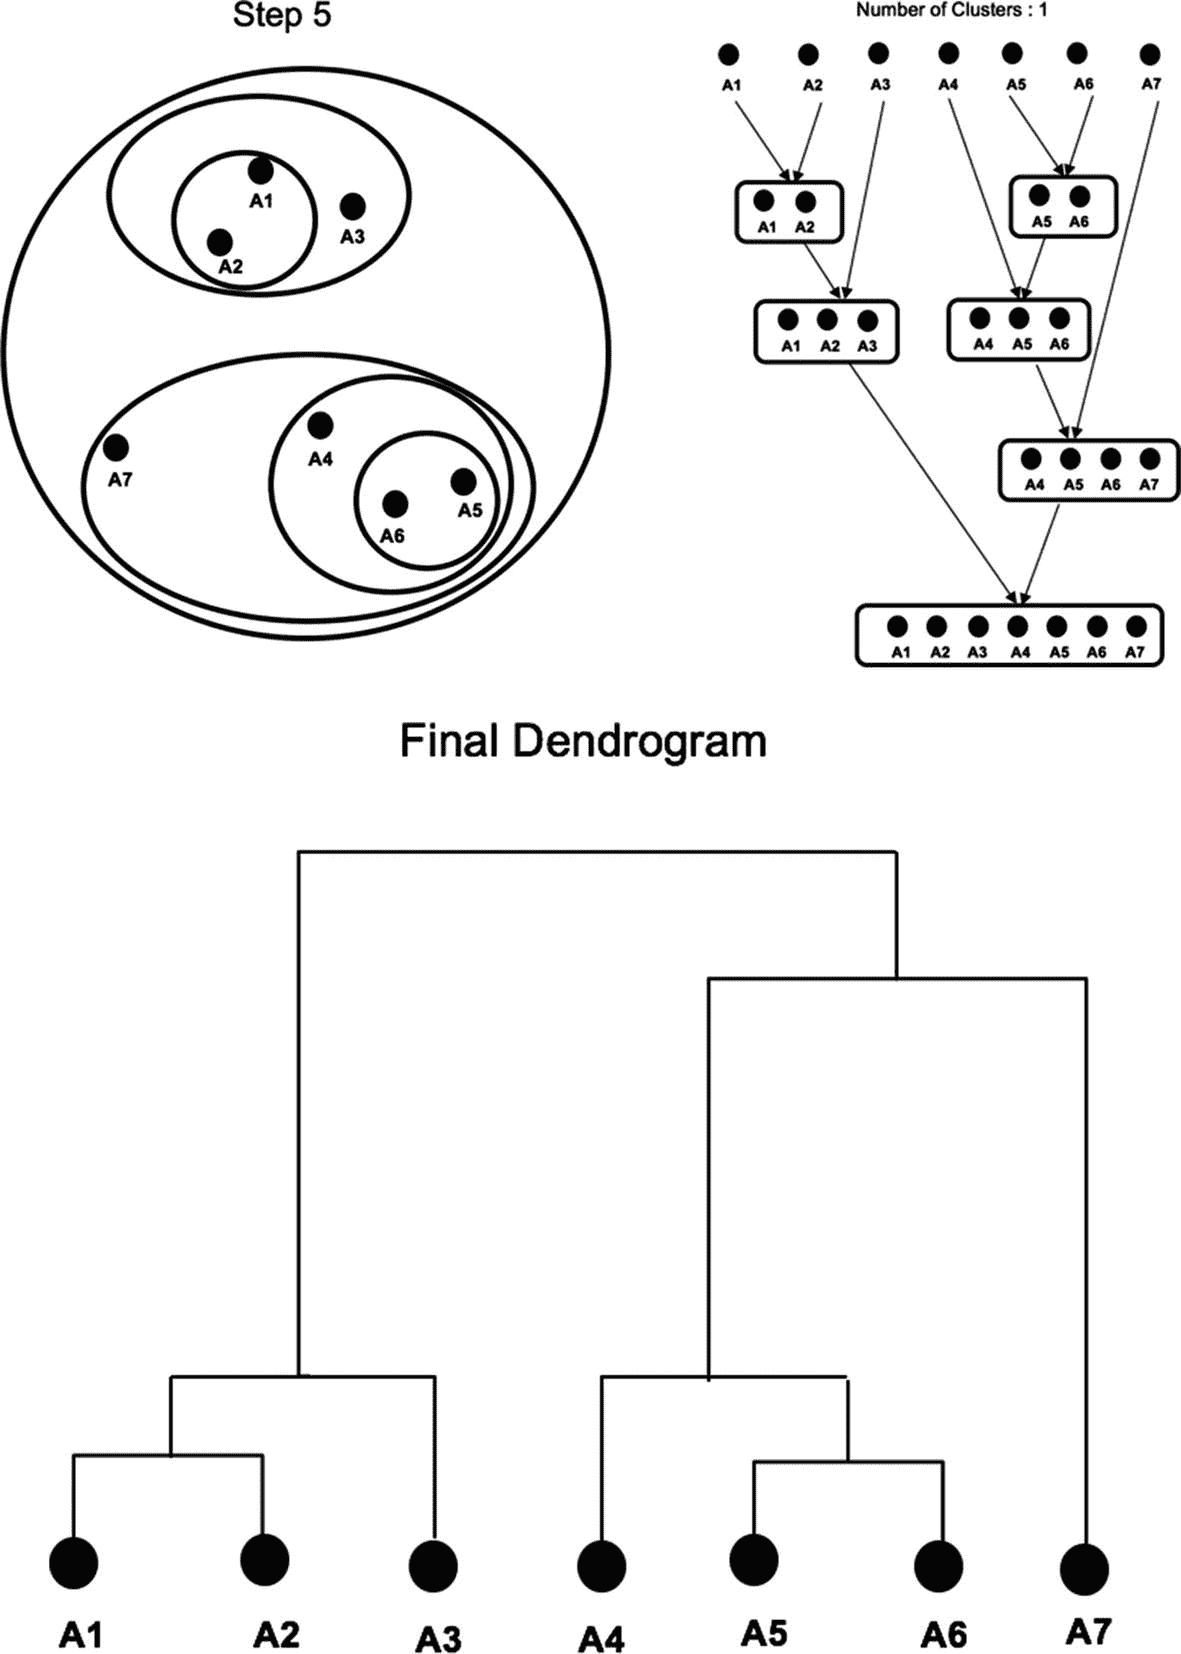 Step 5
A1
A3
A2
A7
A4
A5
A6
Number of Clusters : 1
A1 A2 A3 A4 A5 A6 A7
A1 A2
A5 A6
A1 A2 A3
A4 A5 A6
A4 A5 A6 A7
A1 A2 A3 A4 A5 A6 A7
Final Dendrogram
A1 A2 A3 A4 A5 A6 A7